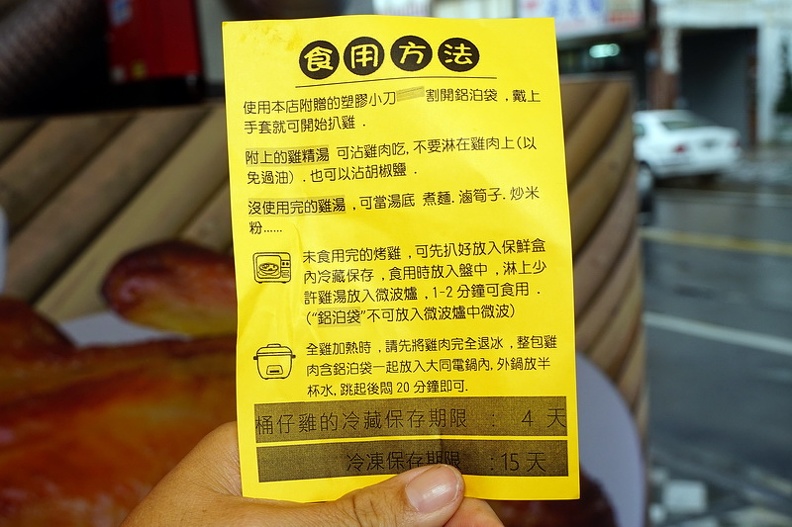 食用方法
使用本店附贈的塑膠小刀 割開鋁泊袋，戴上
手套就可開始扒雞．
附上的雞精湯 可沾雞肉吃，不要淋在雞肉上(以
免過油)．也可以沾胡椒鹽．
沒使用完的雞湯，可當湯底 煮麵．滷筍子．炒米
粉……
未食用完的烤雞，可先扒好放入保鮮盒
內冷藏保存，食用時放入盤中，淋上少
許雞湯放入微波爐，1-2分鐘可食用．
(“鋁泊袋”不可放入微波爐中微波)
全雞加熱時，請先將雞肉完全退冰，整包雞
肉含鋁泊袋一起放入大同電鍋內，外鍋放半
杯水，跳起後悶20分鐘即可．
桶仔雞的冷藏保存期限 ： 4 天
冷凍保存期限 ：15天